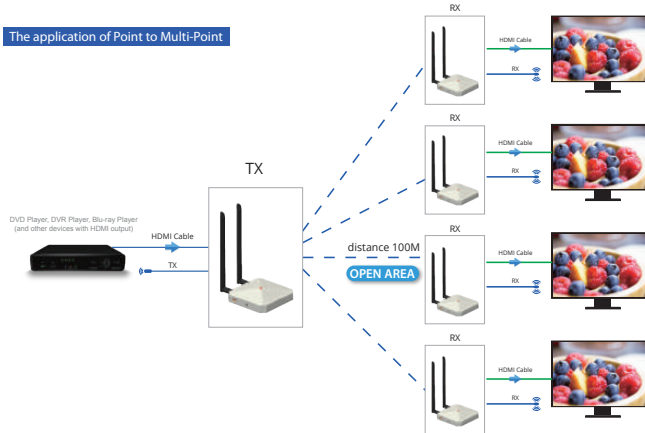 The application of Point to Multi-Point
RX
HDMI Cable
RX
RX
HDMI Cable
RX
TX
DVD Player, DVR Player, Blu-ray Player
(and other devices with HDMI output)
HDMI Cable
TX
distance 100M
OPEN AREA
RX
HDMI Cable
RX
RX
HDMI Cable
RX